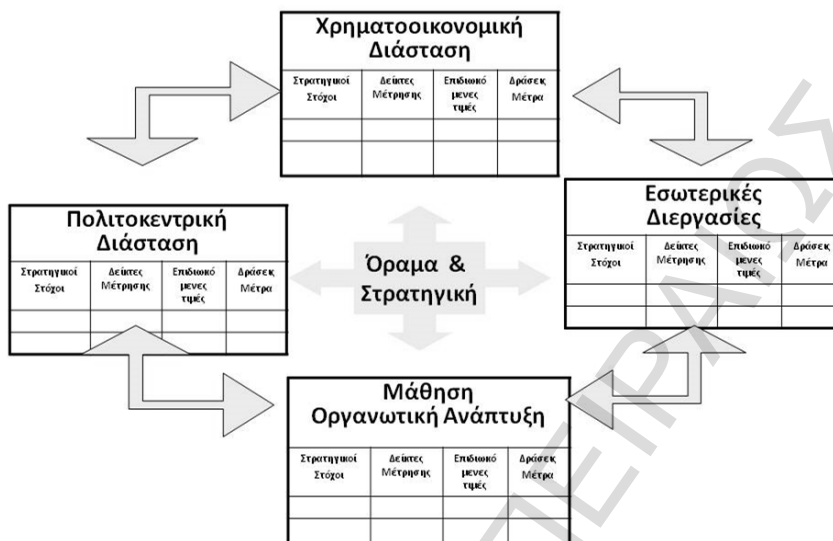 Χρηματοοικονομική
Διάσταση
Στρατηγικοί Στόχοι
Δείκτες Μέτρησης
Επιδιωκό μενες τιμές
Δράσεις Μέτρα
Πολιτοκεντρική
Διάσταση
Στρατηγικοί Στόχοι
Δείκτες Μέτρησης
Επιδιωκό μενες τιμές
Δράσεις Μέτρα
Όραμα &
Στρατηγική
Εσωτερικές
Διεργασίες
Στρατηγικοί Στόχοι
Δείκτες Μέτρησης
Επιδιωκό μενες τιμές
Δράσεις Μέτρα
Μάθηση
Οργανωτική Ανάπτυξη
Στρατηγικοί Στόχοι
Δείκτες Μέτρησης
Επιδιωκό μενες τιμές
Δράσεις Μέτρα
ΠΕΙΡΑΙΩΣ